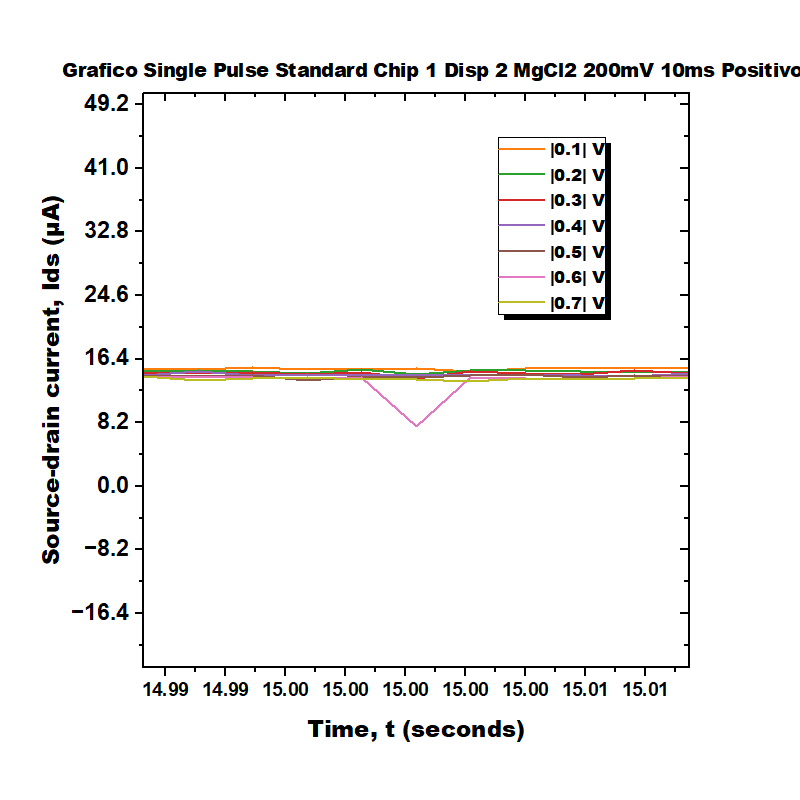 Grafico Single Pulse Standard Chip 1 Disp 2 MgCl2 200mV 10ms Positivo
49.2
41.0
32.8
24.6
16.4
8.2
0.0
−8.2
−16.4
Source-drain current, Ids (µA)
|0.1| V
|0.2| V
|0.3| V
|0.4| V
|0.5| V
|0.6| V
|0.7| V
14.99 14.99 15.00 15.00 15.00 15.00 15.00 15.01 15.01
Time, t (seconds)